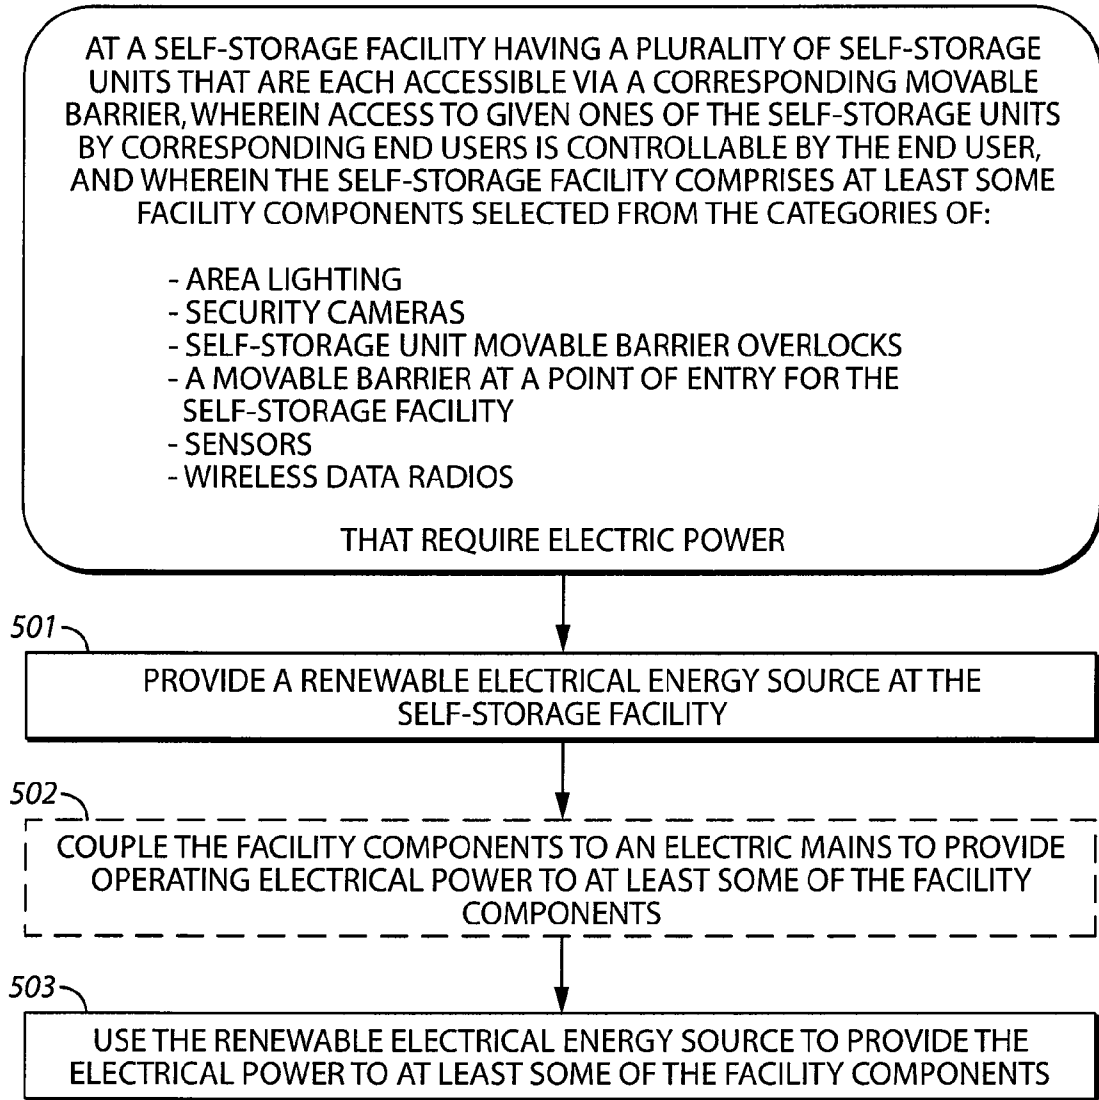 AT A SELF-STORAGE FACILITY HAVING A PLURALITY OF SELF-STORAGE
UNITS THAT ARE EACH ACCESSIBLE VIA A CORRESPONDING MOVABLE
BARRIER, WHEREIN ACCESS TO GIVEN ONES OF THE SELF-STORAGE UNITS
BY CORRESPONDING END USERS IS CONTROLLABLE BY THE END USER,
AND WHEREIN THE SELF-STORAGE FACILITY COMPRISES AT LEAST SOME
FACILITY COMPONENTS SELECTED FROM THE CATEGORIES OF:
- AREA LIGHTING
- SECURITY CAMERAS
- SELF-STORAGE UNIT MOVABLE BARRIER OVERLOCKS
- A MOVABLE BARRIER AT A POINT OF ENTRY FOR THE
SELF-STORAGE FACILITY
- SENSORS
- WIRELESS DATA RADIOS
THAT REQUIRE ELECTRIC POWER
501
PROVIDE A RENEWABLE ELECTRICAL ENERGY SOURCE AT THE
SELF-STORAGE FACILITY
502
COUPLE THE FACILITY COMPONENTS TO AN ELECTRIC MAINS TO PROVIDE
OPERATING ELECTRICAL POWER TO AT LEAST SOME OF THE FACILITY
COMPONENTS
503
USE THE RENEWABLE ELECTRICAL ENERGY SOURCE TO PROVIDE THE
ELECTRICAL POWER TO AT LEAST SOME OF THE FACILITY COMPONENTS